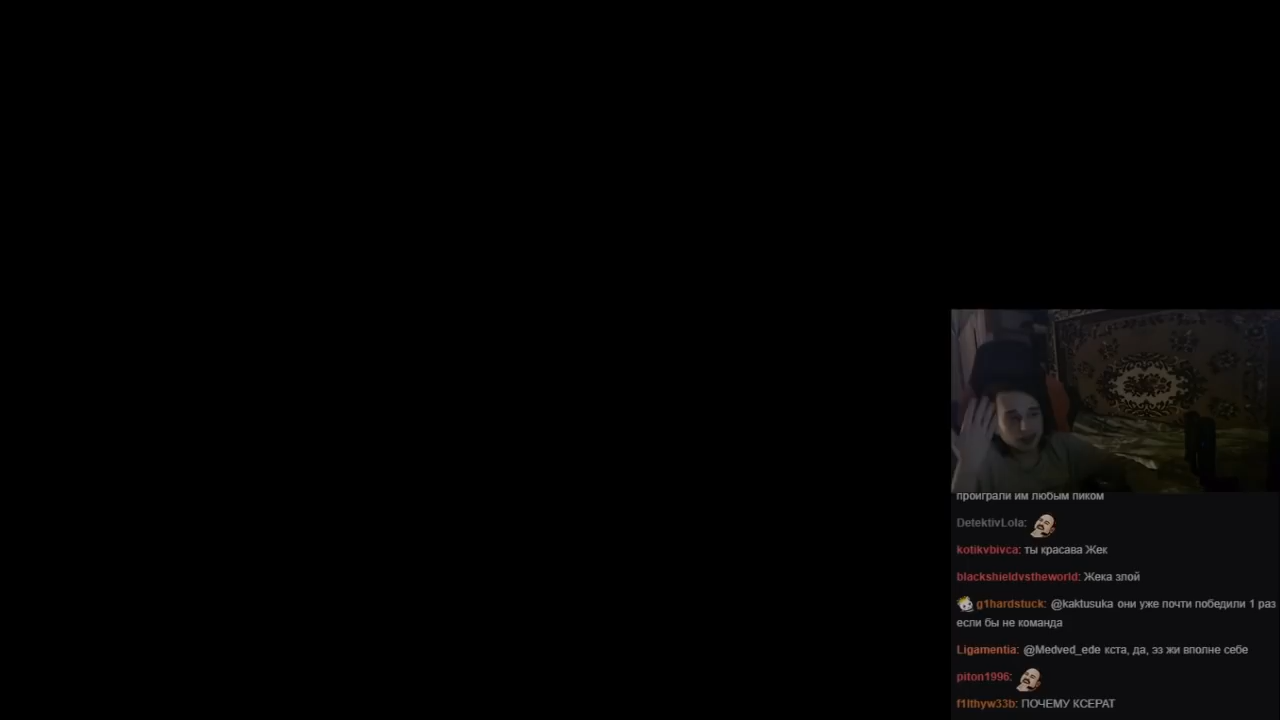 проиграли им любым пиком
DetektivLola:
kotikvbivca: ты красава Жек
blackshieldvstheworld: Жека злой
g1hardstuck: @kaktusuka они уже почти победили 1 раз
если бы не команда
Ligamentia: @Medved_ede кста, да, эз жи вполне себе
piton1996:
f1lthyw33b: ПОЧЕМУ КСЕРАТ